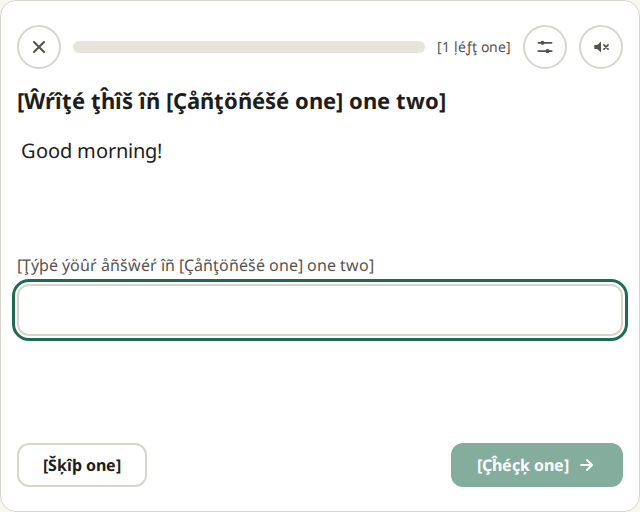 [1 ļéƒţ one]
[Ŵŕîţé ţĥîš îñ [Çåñţöñéšé one] one two]
Good morning!
[Ţýþé ýöûŕ åñšŵéŕ îñ [Çåñţöñéšé one] one two]
[Šķîþ one]
[Çĥéçķ one]